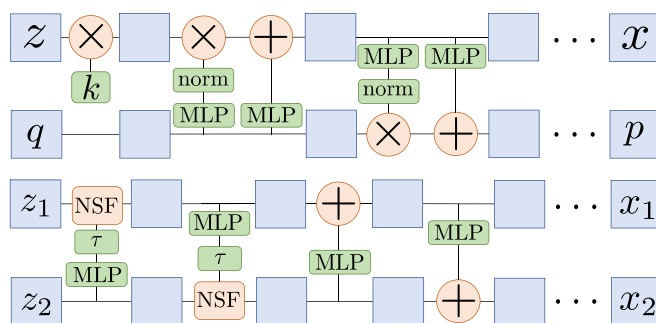 z × k × norm MLP + MLP MLP norm × MLP + ... x
q ... p
z₁ NSF τ MLP MLP τ NSF + MLP MLP + ... x₁
z₂ ... x₂